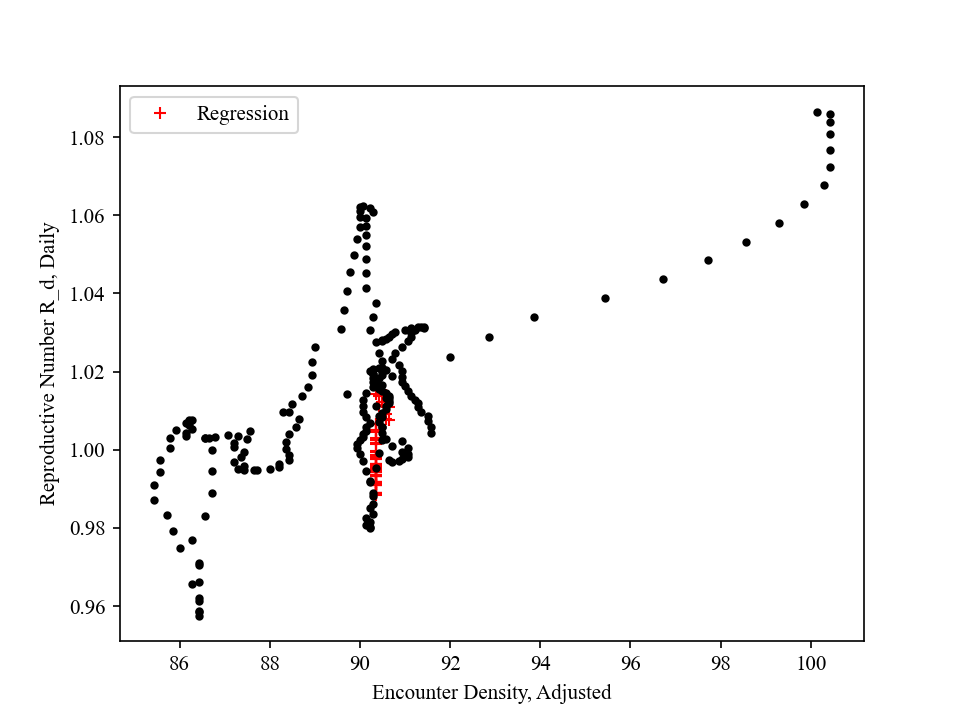 Regression
1.08
1.06
1.04
1.02
1.00
0.98
0.96
Reproductive Number R_d, Daily
86 88 90 92 94 96 98 100
Encounter Density, Adjusted